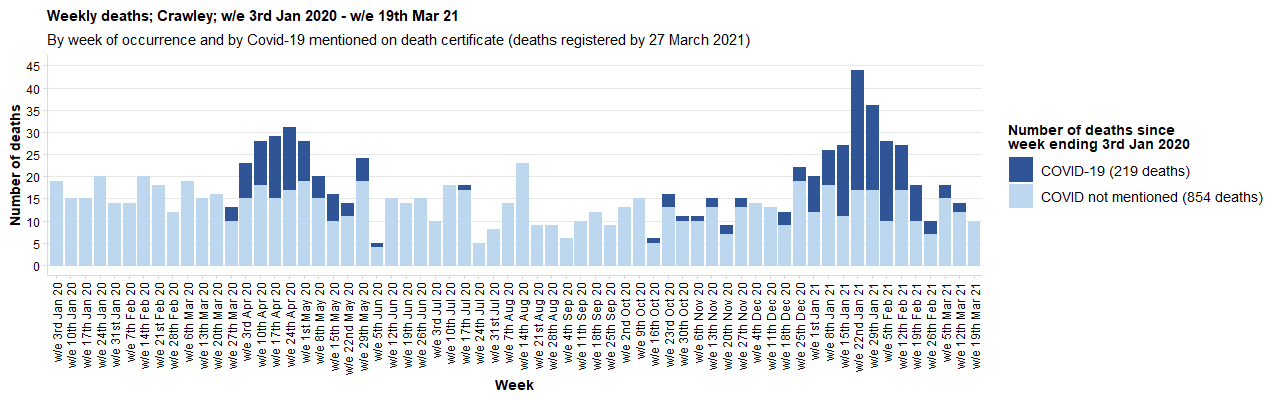 Weekly deaths; Crawley; w/e 3rd Jan 2020 - w/e 19th Mar 21
By week of occurrence and by Covid-19 mentioned on death certificate (deaths registered by 27 March 2021)
Number of deaths
45
40
35
30
25
20
15
10
5
0
w/e 3rd Jan 20
w/e 10th Jan 20
w/e 17th Jan 20
w/e 24th Jan 20
w/e 31st Jan 20
w/e 7th Feb 20
w/e 14th Feb 20
w/e 21st Feb 20
w/e 28th Feb 20
w/e 6th Mar 20
w/e 13th Mar 20
w/e 20th Mar 20
w/e 27th Mar 20
w/e 3rd Apr 20
w/e 10th Apr 20
w/e 17th Apr 20
w/e 24th Apr 20
w/e 1st May 20
w/e 8th May 20
w/e 15th May 20
w/e 22nd May 20
w/e 29th May 20
w/e 5th Jun 20
w/e 12th Jun 20
w/e 19th Jun 20
w/e 26th Jun 20
w/e 3rd Jul 20
w/e 10th Jul 20
w/e 17th Jul 20
w/e 24th Jul 20
w/e 31st Jul 20
w/e 7th Aug 20
w/e 14th Aug 20
w/e 21st Aug 20
w/e 28th Aug 20
w/e 4th Sep 20
w/e 11th Sep 20
w/e 18th Sep 20
w/e 25th Sep 20
w/e 2nd Oct 20
w/e 9th Oct 20
w/e 16th Oct 20
w/e 23rd Oct 20
w/e 30th Oct 20
w/e 6th Nov 20
w/e 13th Nov 20
w/e 20th Nov 20
w/e 27th Nov 20
w/e 4th Dec 20
w/e 11th Dec 20
w/e 18th Dec 20
w/e 25th Dec 20
w/e 1st Jan 21
w/e 8th Jan 21
w/e 15th Jan 21
w/e 22nd Jan 21
w/e 29th Jan 21
w/e 5th Feb 21
w/e 12th Feb 21
w/e 19th Feb 21
w/e 26th Feb 21
w/e 5th Mar 21
w/e 12th Mar 21
w/e 19th Mar 21
Week
Number of deaths since
week ending 3rd Jan 2020
COVID-19 (219 deaths)
COVID not mentioned (854 deaths)